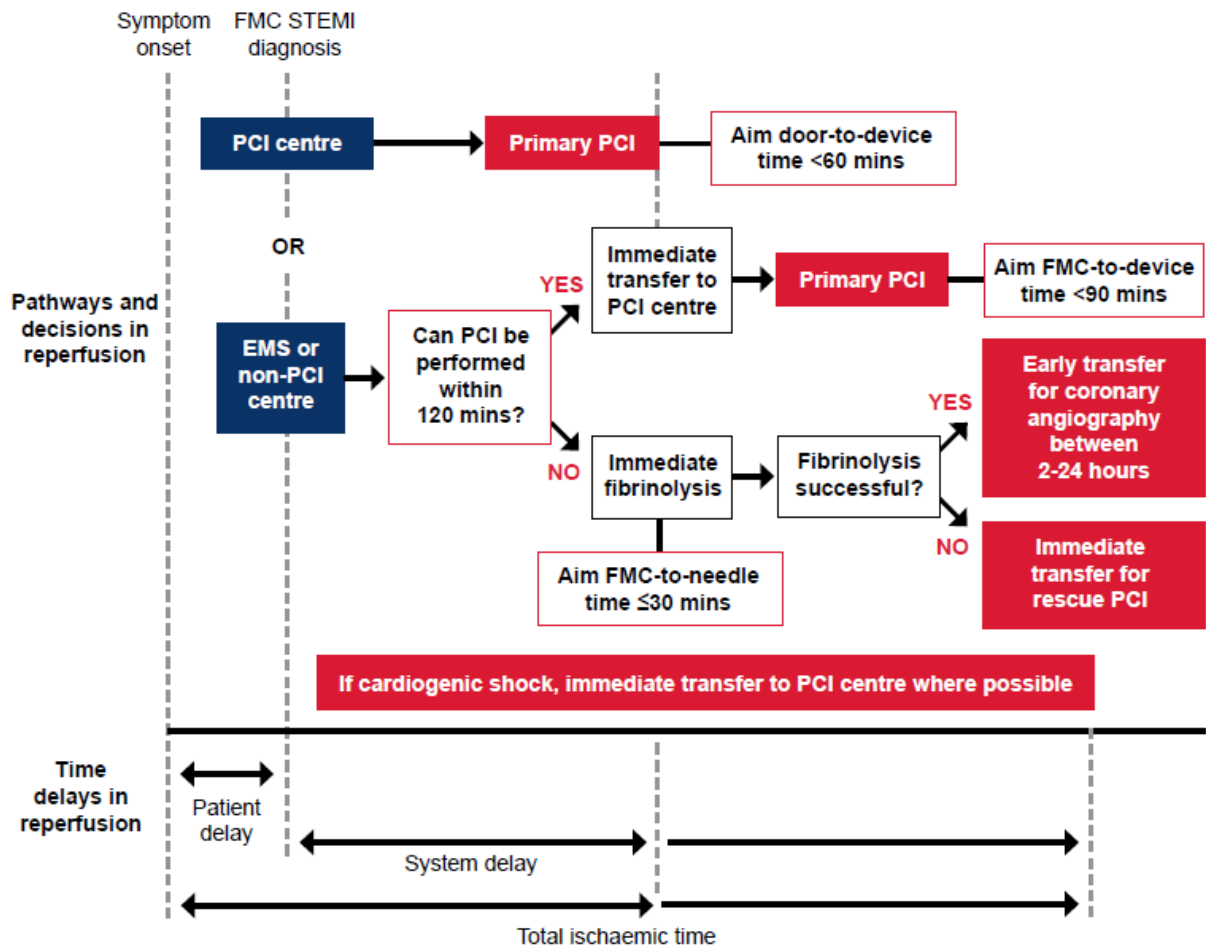 Symptom
onset
FMC STEMI
diagnosis
PCI centre
Primary PCI
Aim door-to-device
time <60 mins
OR
Pathways and
decisions in
reperfusion
EMS or
non-PCI
centre
Can PCI be
performed
within
120 mins?
YES
Immediate
transfer to
PCI centre
Primary PCI
Aim FMC-to-device
time <90 mins
NO
Immediate
fibrinolysis
Aim FMC-to-needle
time ≤30 mins
Fibrinolysis
successful?
YES
Early transfer
for coronary
angiography
between
2-24 hours
NO
Immediate
transfer for
rescue PCI
If cardiogenic shock, immediate transfer to PCI centre where possible
Time
delays in
reperfusion
Patient
delay
System delay
Total ischaemic time